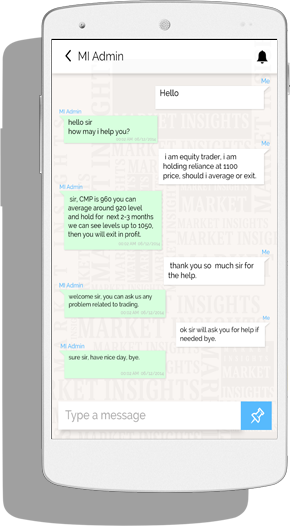 MI Admin
Me
Hello
MI Admin
hello sir
how may i help you?
Me
i am equity trader, i am
holding reliance at 1100
price, should i average or exit.
MI Admin
sir, CMP is 960 you can
average around 920 level
and hold for next 2-3 months
we can see levels up to 1050,
then you will exit in profit.
My
thank you so much sir for
the help.
MI Admin
welcome sir, you can ask us any
problem related to trading.
Me
ok sir will ask you for help if
needed bye.
MI Admin
sure sir, have nice day, bye.
Type a message
MARKET INSIGHTS